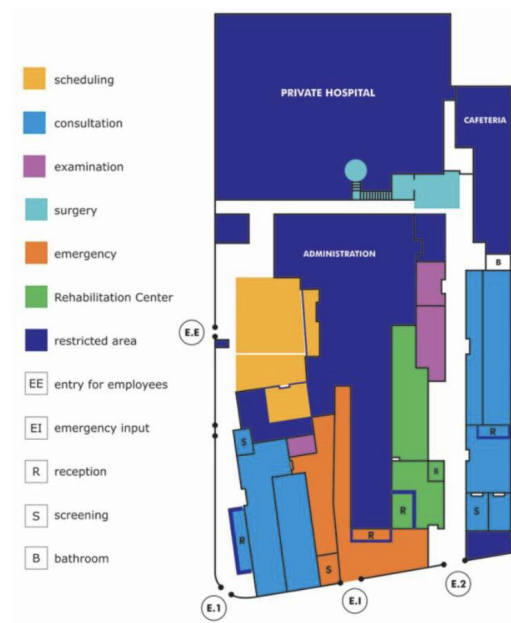 scheduling
consultation
examination
surgery
emergency
Rehabilitation Center
restricted area
EE entry for employees
EI emergency input
R reception
S screening
B bathroom
PRIVATE HOSPITAL
CAFETERIA
ADMINISTRATION
B
E.E
R
S
B
R
S
R
R
S
E.1
E.I
E.2